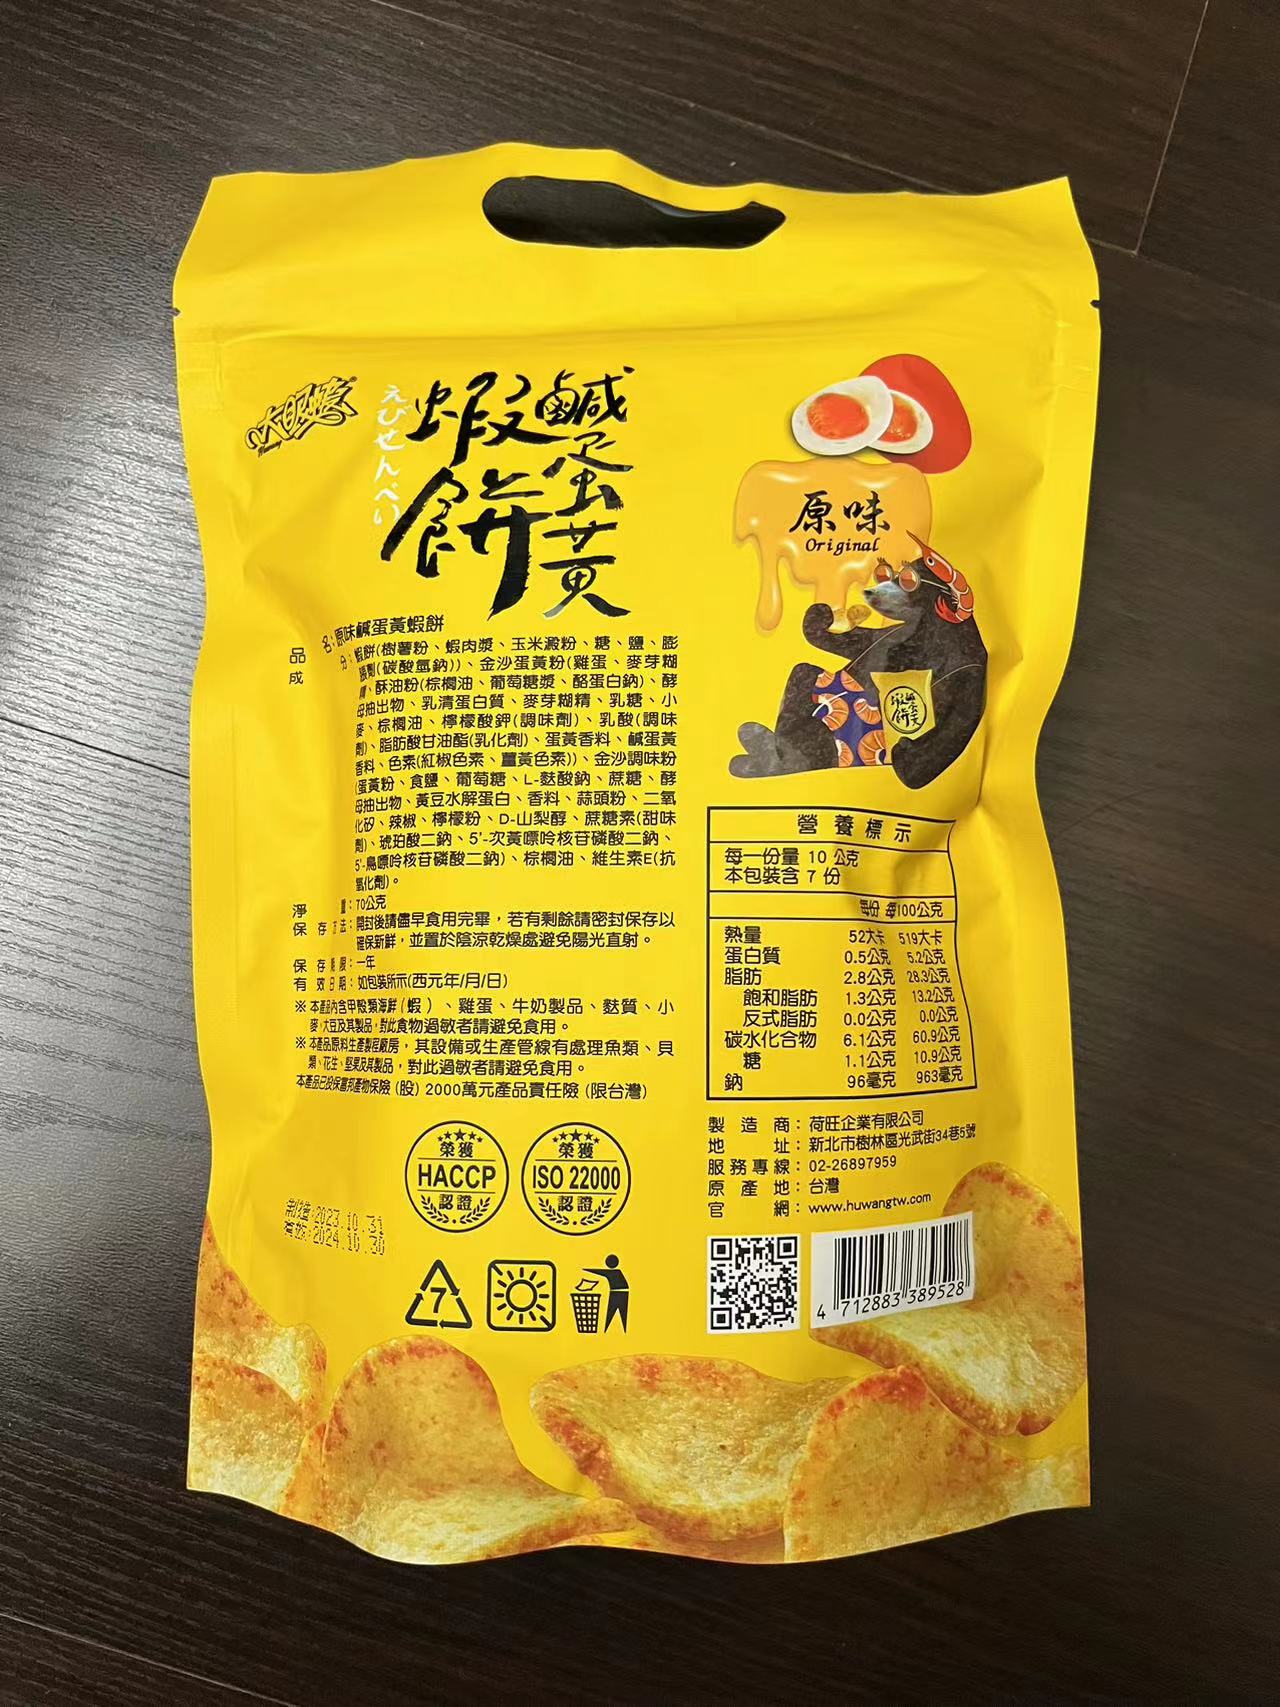 大眼蝦
えびせんべい
鹹蛋黃
蝦餅
原味
Original
品名：原味鹹蛋黃蝦餅
成分：蝦餅(樹薯粉、蝦肉漿、玉米澱粉、糖、鹽、膨
脹劑(碳酸氫鈉))、金沙蛋黃粉(雞蛋、麥芽糊
精、酥油粉(棕櫚油、葡萄糖漿、酪蛋白鈉)、酵
母抽出物、乳清蛋白質、麥芽糊精、乳糖、小
麥、棕櫚油、檸檬酸鉀(調味劑)、乳酸(調味
劑)、脂肪酸甘油酯(乳化劑)、蛋黃香料、鹹蛋黃
香料、色素(紅椒色素、薑黃色素))、金沙調味粉
(蛋黃粉、食鹽、葡萄糖、L-麩酸鈉、蔗糖、酵
母抽出物、黃豆水解蛋白、香料、蒜頭粉、二氧
化矽、辣椒、檸檬粉、D-山梨醇、蔗糖素(甜味
劑)、琥珀酸二鈉、5'-次黃嘌呤核苷磷酸二鈉、
5'-鳥嘌呤核苷磷酸二鈉)、棕櫚油、維生素E(抗
氧化劑)。
淨重：70公克
保存方法：開封後請儘早食用完畢，若有剩餘請密封保存以
確保新鮮，並置於陰涼乾燥處避免陽光直射。
保存期限：一年
有效日期：如包裝所示(西元年/月/日)
※本產品內含甲殼類海鮮(蝦)、雞蛋、牛奶製品、麩質、小
麥、大豆及其製品，對此食物過敏者請避免食用。
※本產品原料生產製程廠房，其設備或生產管線有處理魚類、貝
類、花生、堅果及其製品，對此過敏者請避免食用。
本產品已投保富邦產物保險(股) 2000萬元產品責任險 (限台灣)
營養標示
每一份量 10 公克
本包裝含 7 份
每份 每100公克
熱量 52大卡 519大卡
蛋白質 0.5公克 5.2公克
脂肪 2.8公克 28.3公克
飽和脂肪 1.3公克 13.2公克
反式脂肪 0.0公克 0.0公克
碳水化合物 6.1公克 60.9公克
糖 1.1公克 10.9公克
鈉 96毫克 963毫克
製造商：荷旺企業有限公司
地址：新北市樹林區光武街34巷5號
服務專線：02-26897959
原產地：台灣
官網：www.huwangtw.com
榮獲
HACCP
認證
榮獲
ISO 22000
認證
製造:2023.10.31
有效:2024.10.30
7
4 712883 389528